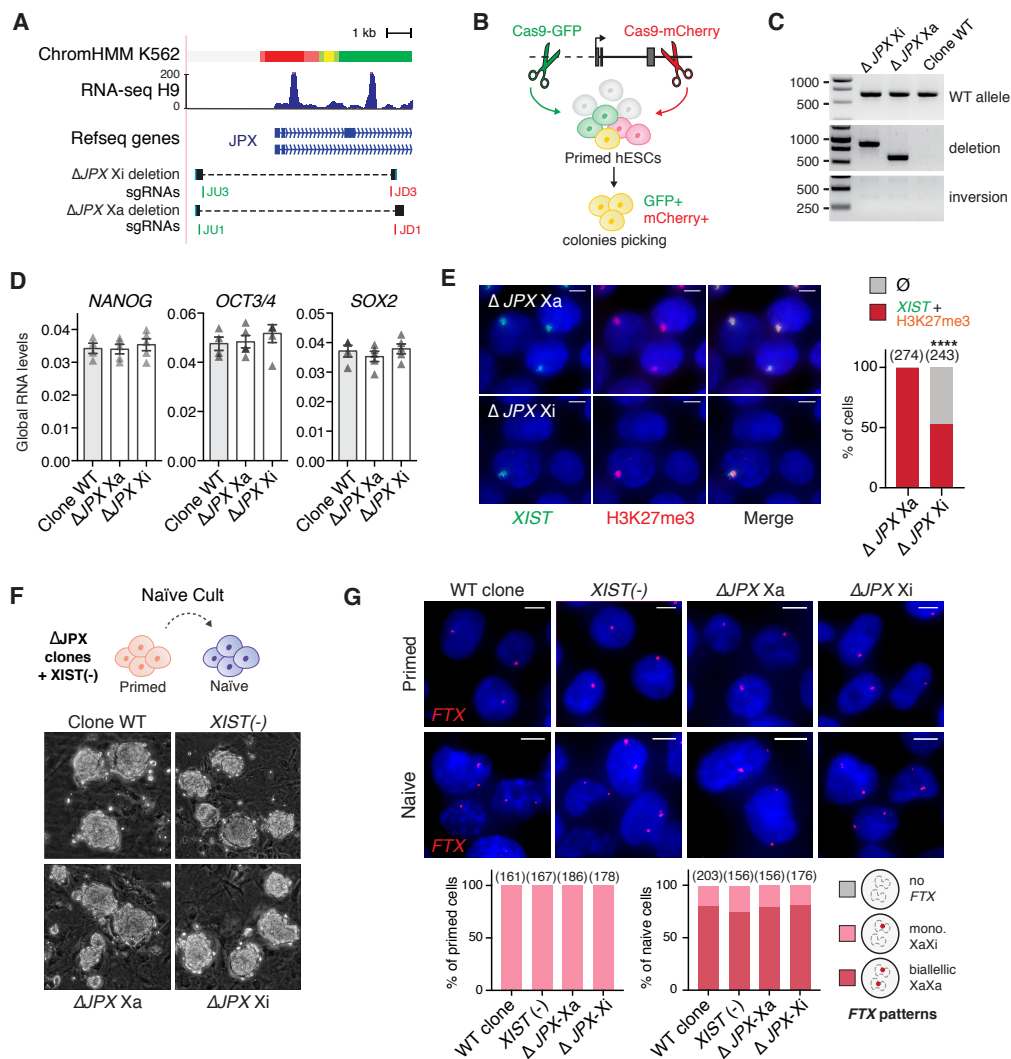 A
1 kb
ChromHMM K562
200
RNA-seq H9
0
Refseq genes
JPX
ΔJPX Xi deletion
sgRNAs
JU3
JD3
ΔJPX Xa deletion
sgRNAs
JU1
JD1
B
Cas9-GFP
Cas9-mCherry
Primed hESCs
GFP+
mCherry+
colonies picking
C
Δ JPX Xi
Δ JPX Xa
Clone WT
1000
500
WT allele
1000
500
250
deletion
500
250
inversion
D
NANOG
OCT3/4
SOX2
Global RNA levels
0.04
0.03
0.02
0.01
0.00
0.06
0.04
0.02
0.00
0.05
0.04
0.03
0.02
0.01
0.00
Clone WT
ΔJPX Xa
ΔJPX Xi
Clone WT
ΔJPX Xa
ΔJPX Xi
Clone WT
ΔJPX Xa
ΔJPX Xi
E
Δ JPX Xa
Δ JPX Xi
XIST
H3K27me3
Merge
Ø
XIST +
H3K27me3
****
(274) (243)
% of cells
100
50
0
Δ JPX Xa
Δ JPX Xi
F
Naïve Cult
ΔJPX
clones
+ XIST(-)
Primed
Naïve
Clone WT
XIST(-)
ΔJPX Xa
ΔJPX Xi
G
WT clone
XIST(-)
ΔJPX Xa
ΔJPX Xi
Primed
FTX
Naive
FTX
% of primed cells
100
50
0
(161) (167) (186) (178)
WT clone
XIST (-)
Δ JPX-Xa
Δ JPX-Xi
% of naive cells
100
50
0
(203) (156) (156) (176)
WT clone
XIST (-)
Δ JPX-Xa
Δ JPX-Xi
no
FTX
mono.
XaXi
biallellic
XaXa
FTX patterns